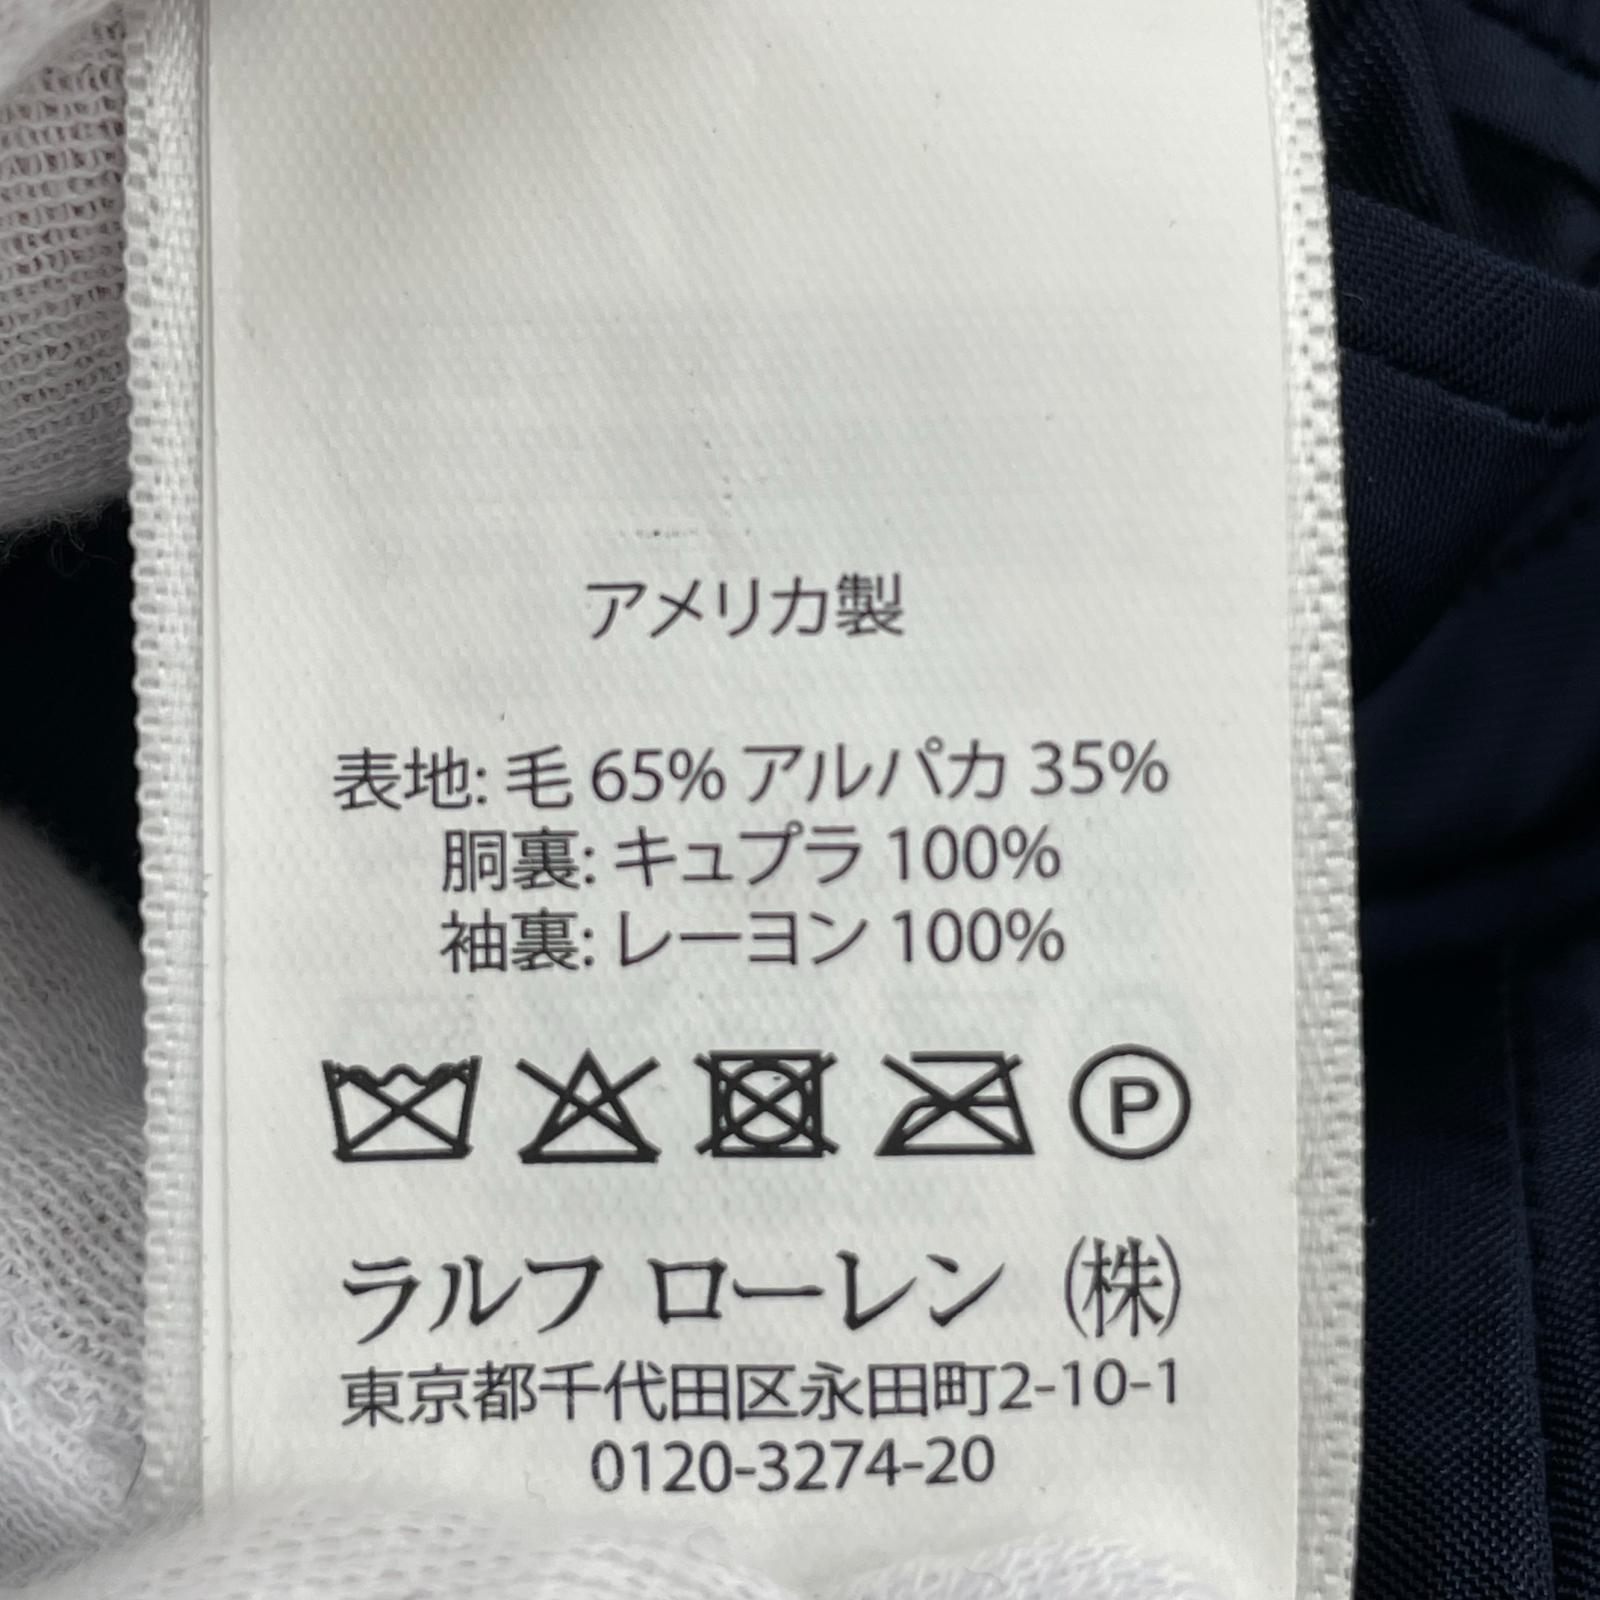 アメリカ製
表地: 毛 65% アルパカ 35%
胴裏: キュプラ 100%
袖裏: レーヨン 100%
P
ラルフ ローレン (株)
東京都千代田区永田町2-10-1
0120-3274-20